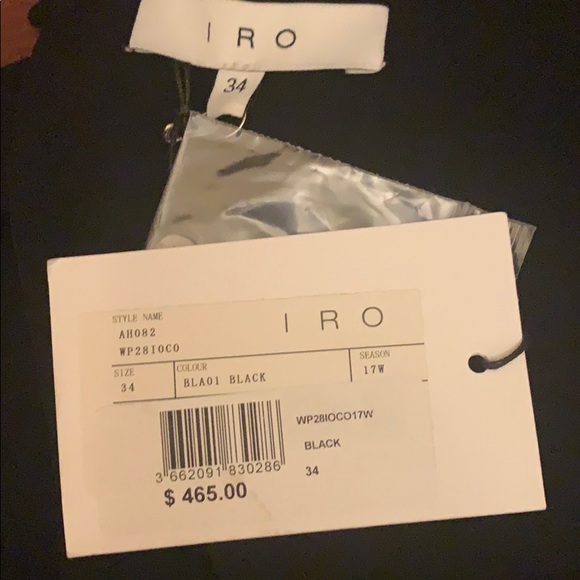 IRO
34
STYLE NAME
AH082
WP28IOCO
IRO
SIZE
34
COLOUR
BLA01 BLACK
SEASON
17W
WP28IOCO17W
BLACK
34
3 662091 830286
$ 465.00